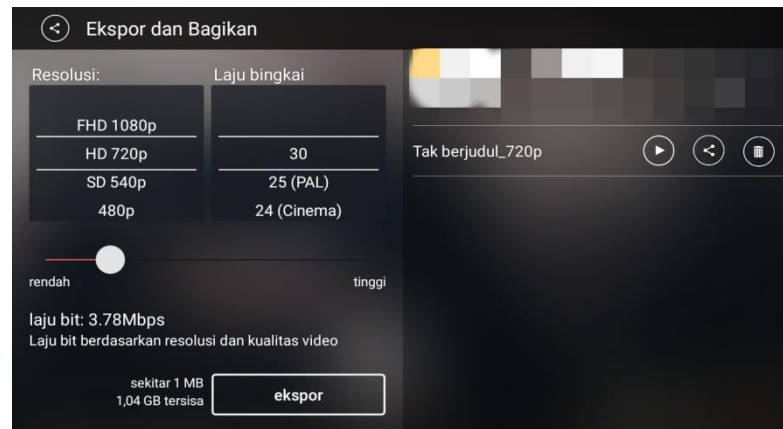 Ekspor dan Bagikan
Resolusi:
FHD 1080p
HD 720p
SD 540p
480p
Laju bingkai
30
25 (PAL)
24 (Cinema)
rendah
tinggi
laju bit: 3.78Mbps
Laju bit berdasarkan resolusi dan kualitas video
sekitar 1 MB
1,04 GB tersisa
ekspor
Tak berjudul_720p